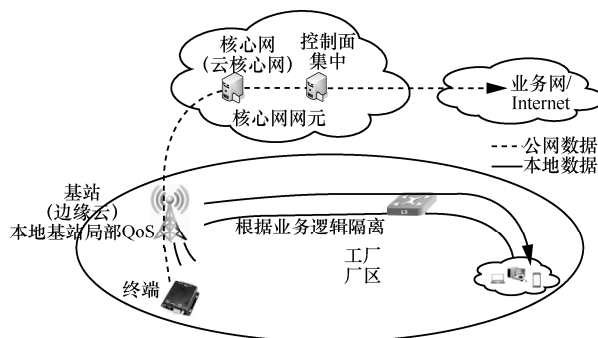 核心网
(云核心网)
控制面
集中
核心网网元
业务网/
Internet
公网数据
本地数据
基站
(边缘云)
本地基站局部QoS
根据业务逻辑隔离
L3
工厂
厂区
终端